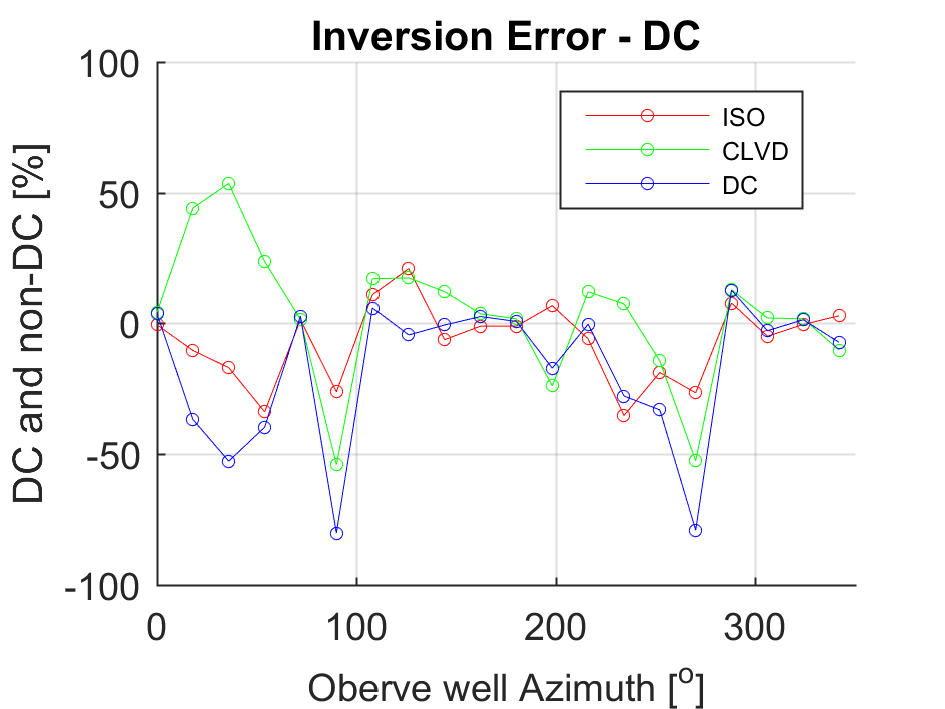 Inversion Error - DC
100
50
0
-50
-100
DC and non-DC [%]
ISO
CLVD
DC
0 100 200 300
Oberve well Azimuth [o]